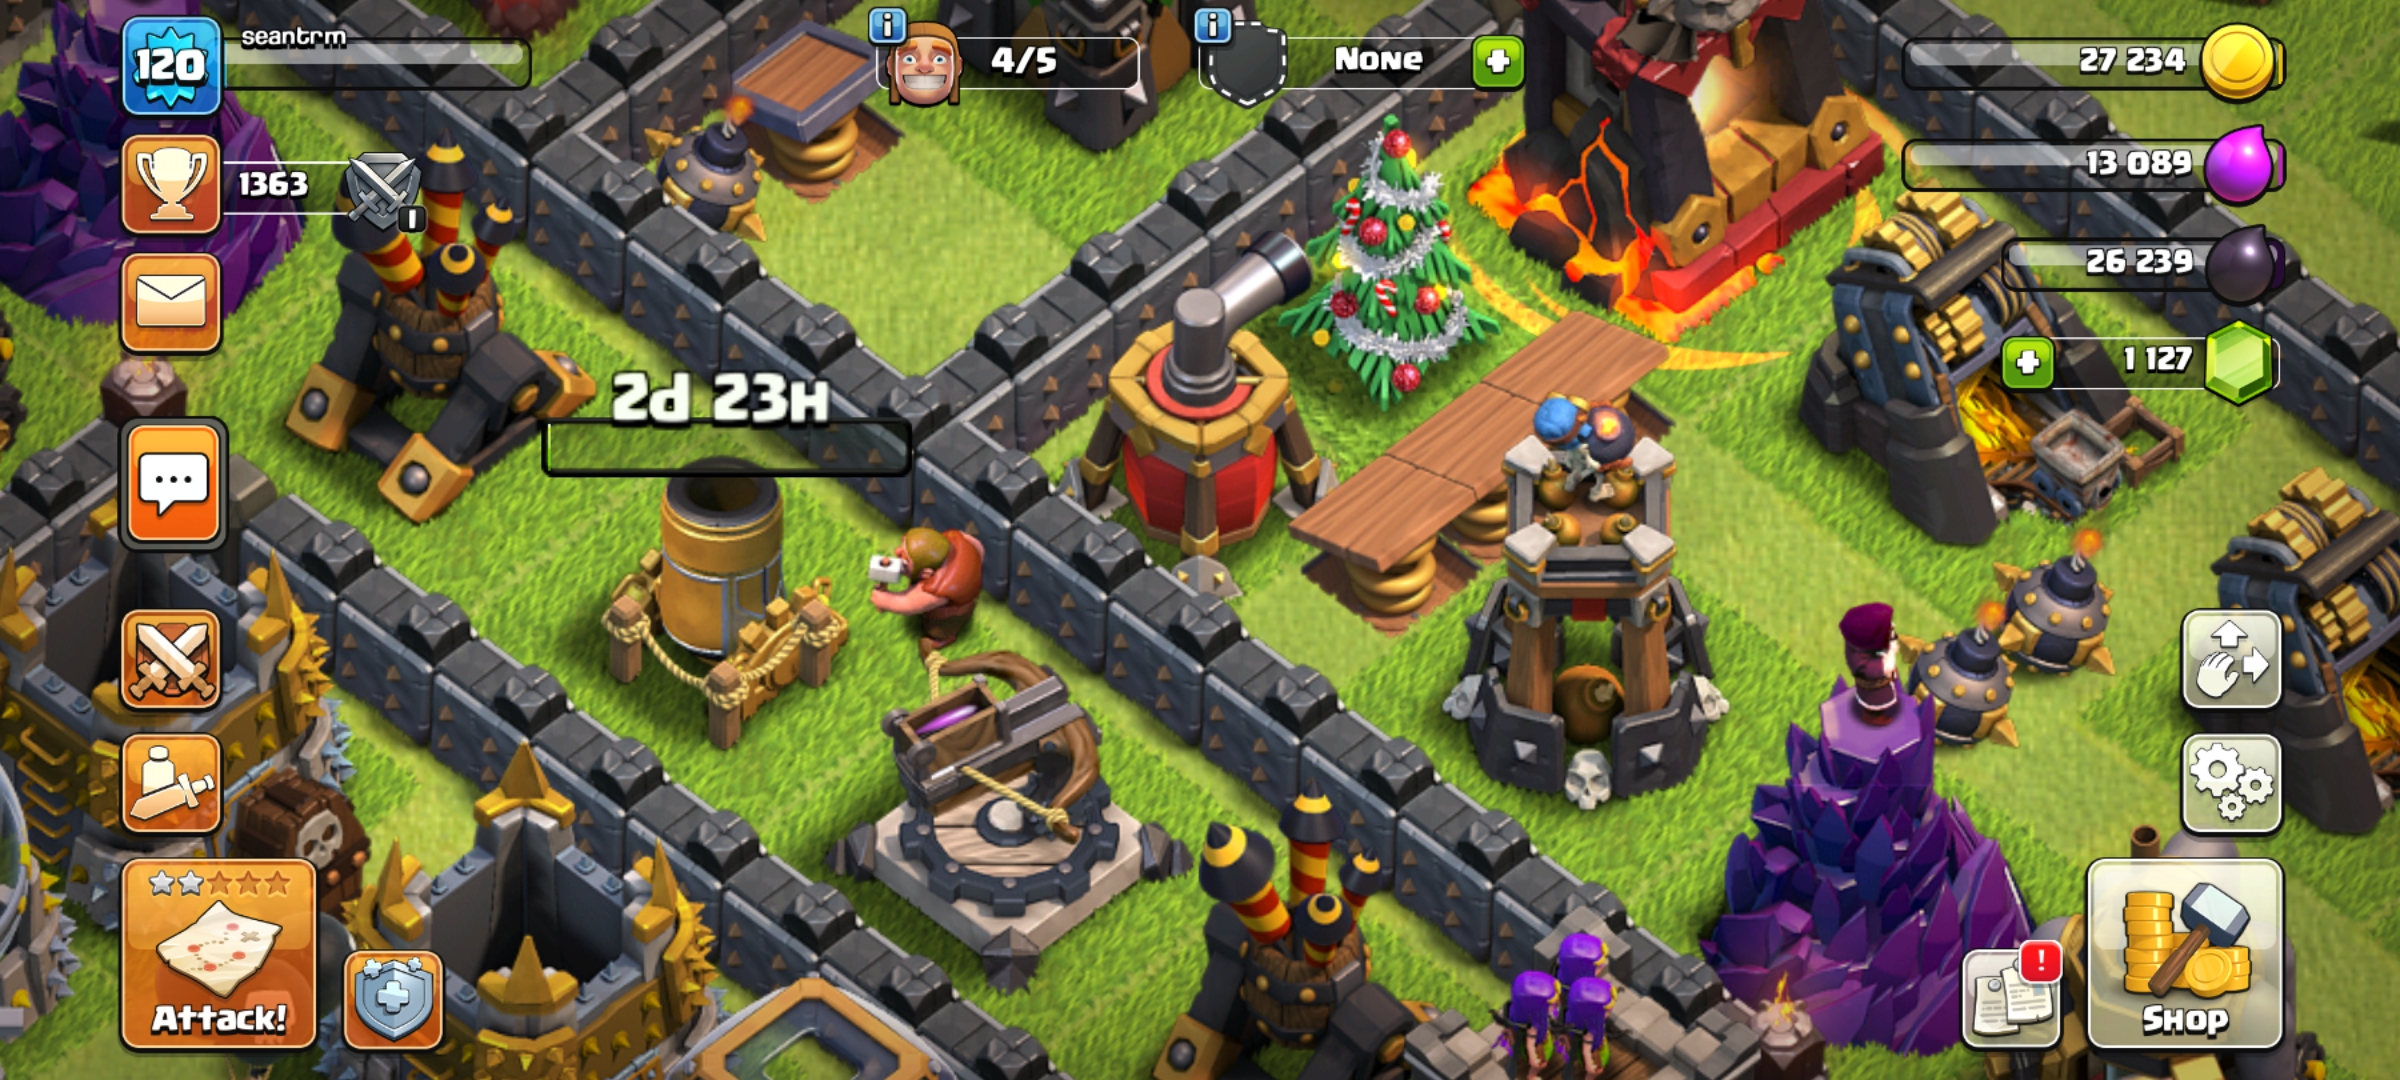 120
seantrm
4/5
None
27 234
1363
I
13 089
26 239
1 127
2d 23H
Attack!
!
Shop